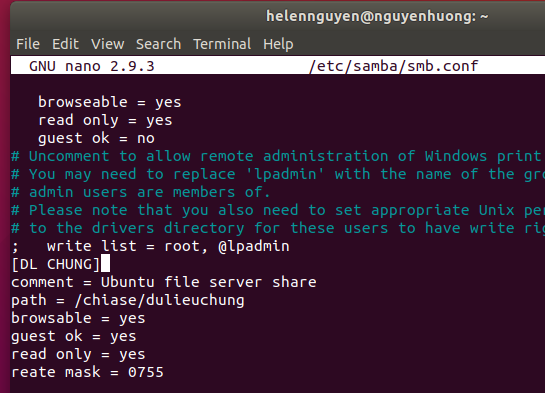 helennguyen@nguyenhuong: ~
File Edit View Search Terminal Help
GNU nano 2.9.3 /etc/samba/smb.conf
browseable = yes
read only = yes
guest ok = no
# Uncomment to allow remote administration of Windows print
# You may need to replace 'lpadmin' with the name of the gro
# admin users are members of.
# Please note that you also need to set appropriate Unix per
# to the drivers directory for these users to have write rig
; write list = root, @lpadmin
[DL CHUNG]
comment = Ubuntu file server share
path = /chiase/dulieuchung
browsable = yes
guest ok = yes
read only = yes
reate mask = 0755